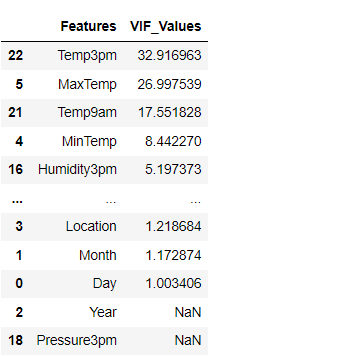 Features VIF_Values
22 Temp3pm 32.916963
5 MaxTemp 26.997539
21 Temp9am 17.551828
4 MinTemp 8.442270
16 Humidity3pm 5.197373
... ... ...
3 Location 1.218684
1 Month 1.172874
0 Day 1.003406
2 Year NaN
18 Pressure3pm NaN